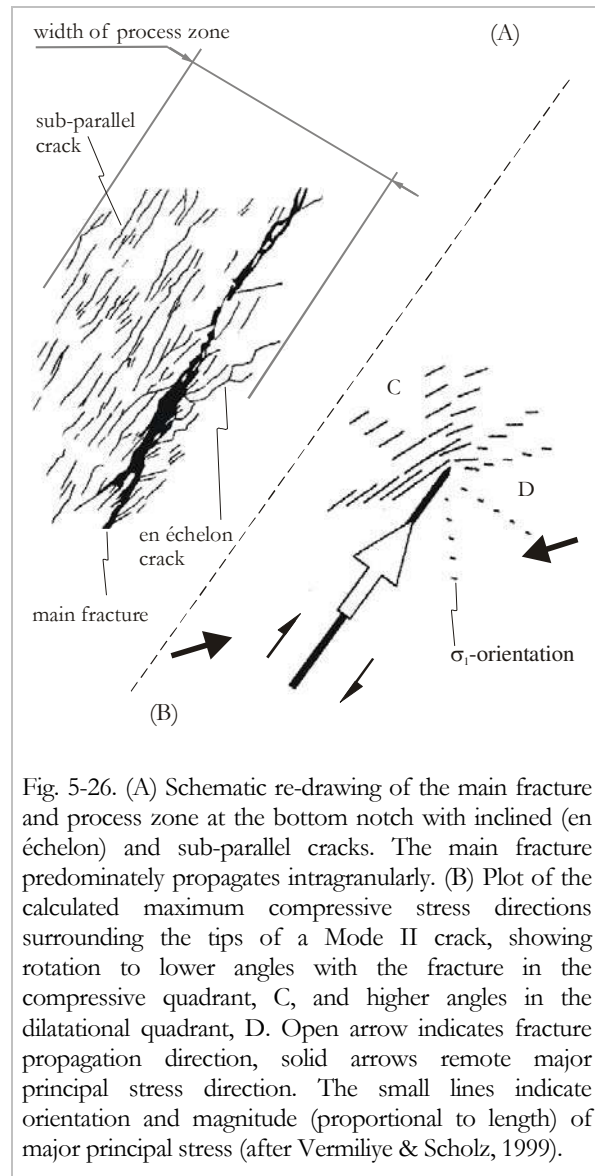 width of process zone
(A)
sub-parallel
crack
C
D
en échelon
crack
main fracture
σ₁-orientation
(B)
Fig. 5-26. (A) Schematic re-drawing of the main fracture
and process zone at the bottom notch with inclined (en
échelon) and sub-parallel cracks. The main fracture
predominately propagates intragranularly. (B) Plot of the
calculated maximum compressive stress directions
surrounding the tips of a Mode II crack, showing
rotation to lower angles with the fracture in the
compressive quadrant, C, and higher angles in the
dilatational quadrant, D. Open arrow indicates fracture
propagation direction, solid arrows remote major
principal stress direction. The small lines indicate
orientation and magnitude (proportional to length) of
major principal stress (after Vermiliye & Scholz, 1999).